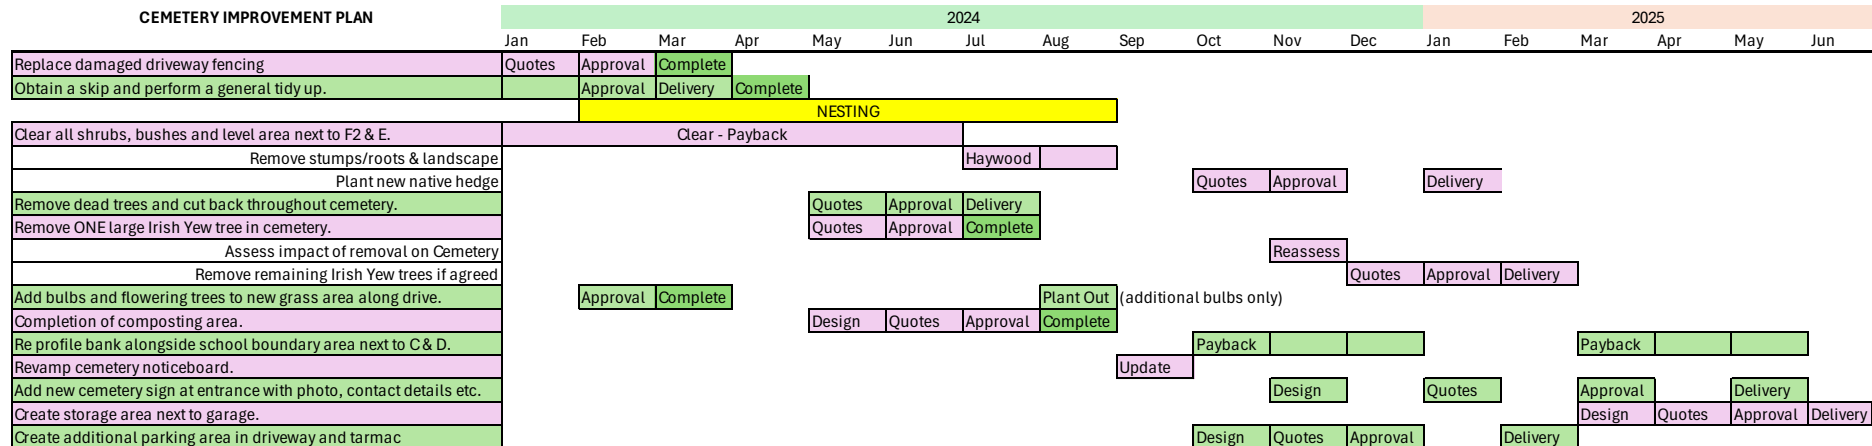 CEMETERY IMPROVEMENT PLAN 2024 2025
Jan Feb Mar Apr May Jun Jul Aug Sep Oct Nov Dec Jan Feb Mar Apr May Jun
Replace damaged driveway fencing Quotes Approval Complete
Obtain a skip and perform a general tidy up. Approval Delivery Complete
NESTING
Clear all shrubs, bushes and level area next to F2 & E. Clear - Payback
Remove stumps/roots & landscape Haywood
Plant new native hedge Quotes Approval Delivery
Remove dead trees and cut back throughout cemetery. Quotes Approval Delivery
Remove ONE large Irish Yew tree in cemetery. Quotes Approval Complete
Assess impact of removal on Cemetery Reassess
Remove remaining Irish Yew trees if agreed Quotes Approval Delivery
Add bulbs and flowering trees to new grass area along drive. Approval Complete Plant Out (additional bulbs only)
Completion of composting area. Design Quotes Approval Complete
Re profile bank alongside school boundary area next to C & D. Payback Payback
Revamp cemetery noticeboard. Update
Add new cemetery sign at entrance with photo, contact details etc. Design Quotes Approval Delivery
Create storage area next to garage. Design Quotes Approval Delivery
Create additional parking area in driveway and tarmac Design Quotes Approval Delivery